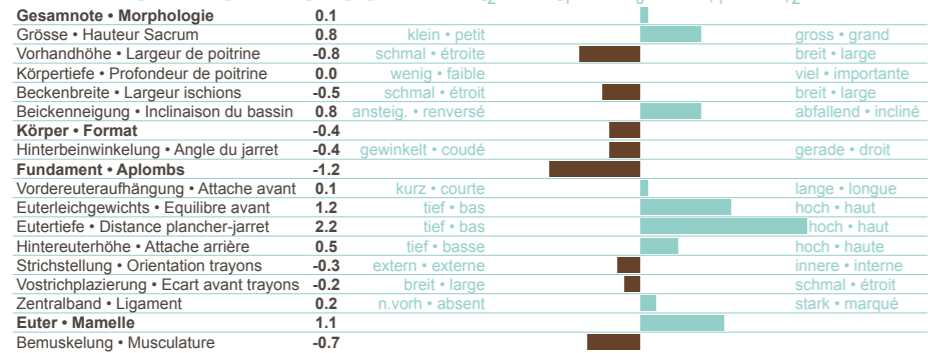 Gesamnote • Morphologie 0.1
Grösse • Hauteur Sacrum 0.8 klein • petit gross • grand
Vorhandhöhe • Largeur de poitrine -0.8 schmal • étroite breit • large
Körpertiefe • Profondeur de poitrine 0.0 wenig • faible viel • importante
Beckenbreite • Largeur ischions -0.5 schmal • étroit breit • large
Beickenneigung • Inclinaison du bassin 0.8 ansteig. • renversé abfallend • incliné
Körper • Format -0.4
Hinterbeinwinkelung • Angle du jarret -0.4 gewinkelt • coudé gerade • droit
Fundament • Aplombs -1.2
Vordereuteraufhängung • Attache avant 0.1 kurz • courte lange • longue
Euterleichgewichts • Equilibre avant 1.2 tief • bas hoch • haut
Eutertiefe • Distance plancher-jarret 2.2 tief • bas hoch • haut
Hintereuterhöhe • Attache arrière 0.5 tief • basse hoch • haute
Strichstellung • Orientation trayons -0.3 extern • externe innere • interne
Vostrichplazierung • Ecart avant trayons -0.2 breit • large schmal • étroit
Zentralband • Ligament 0.2 n.vorh • absent stark • marqué
Euter • Mamelle 1.1
Bemuskelung • Musculature -0.7